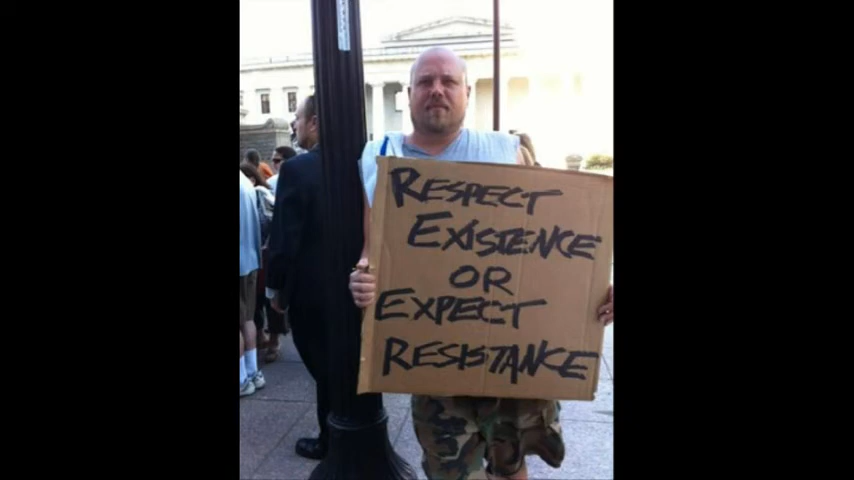 RESPECT
EXISTENCE
OR
EXPECT
RESISTANCE